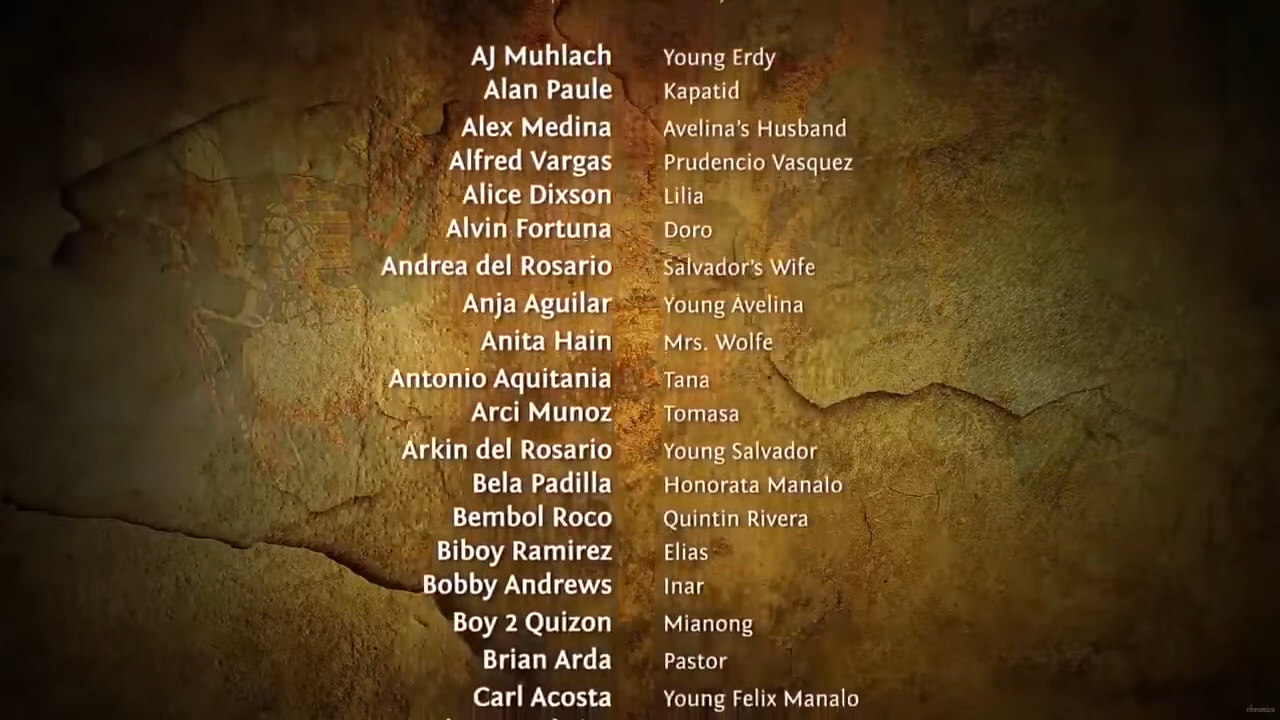 AJ Muhlach Young Erdy
Alan Paule Kapatid
Alex Medina Avelina's Husband
Alfred Vargas Prudencio Vasquez
Alice Dixson Lilia
Alvin Fortuna Doro
Andrea del Rosario Salvador's Wife
Anja Aguilar Young Avelina
Anita Hain Mrs. Wolfe
Antonio Aquitania Tana
Arci Munoz Tomasa
Arkin del Rosario Young Salvador
Bela Padilla Honorata Manalo
Bembol Roco Quintin Rivera
Biboy Ramirez Elias
Bobby Andrews Inar
Boy 2 Quizon Mianong
Brian Arda Pastor
Carl Acosta Young Felix Manalo